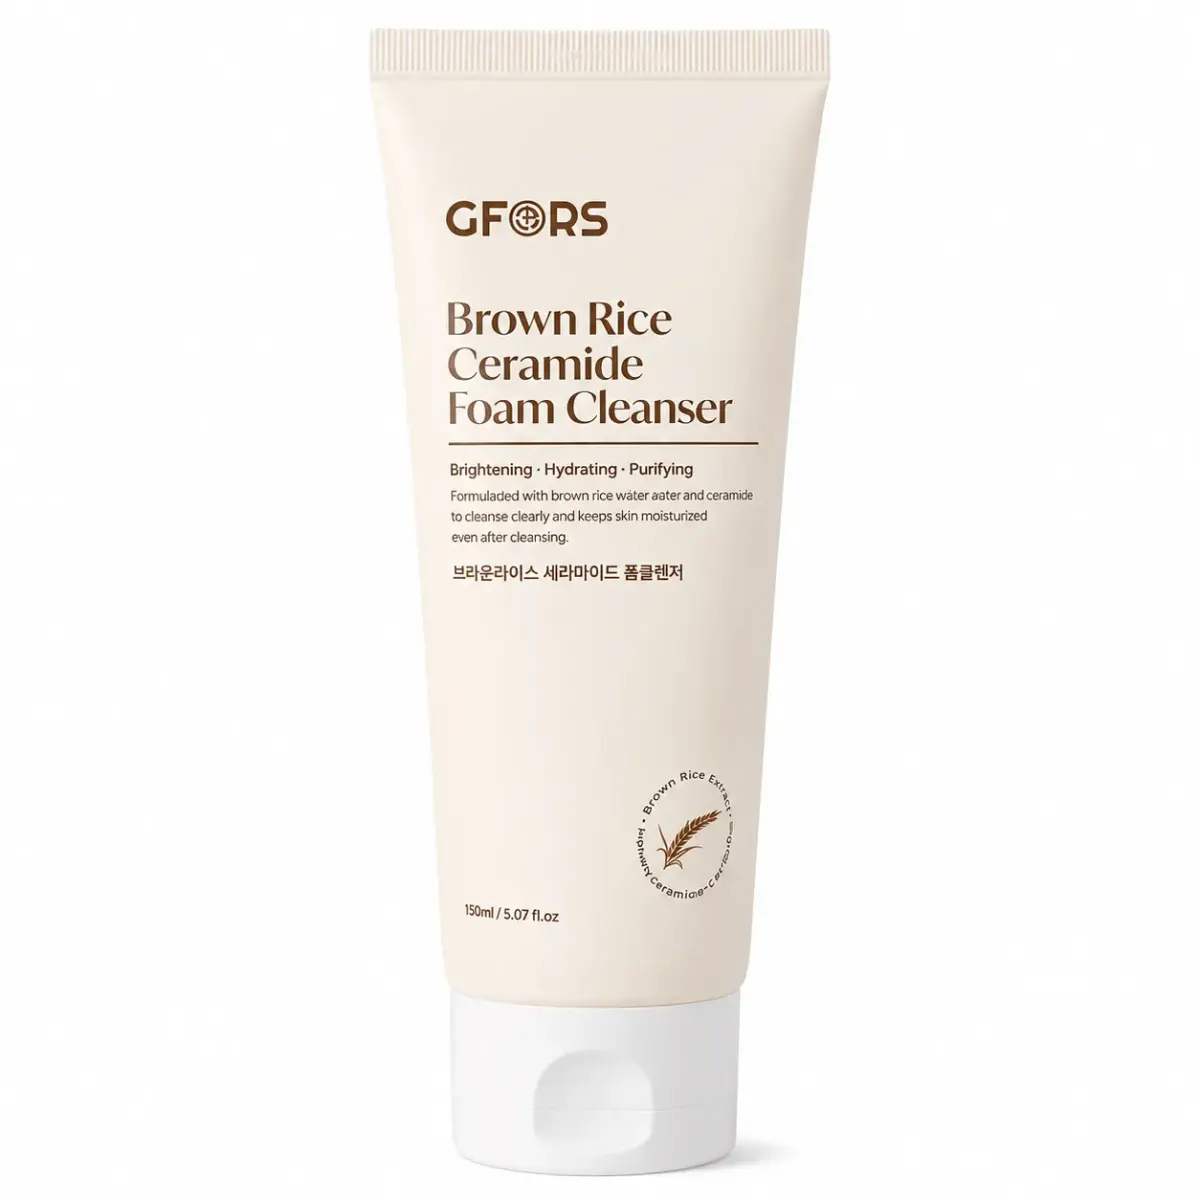 GFORS
Brown Rice
Ceramide
Foam Cleanser
Brightening · Hydrating · Purifying
Formuladed with brown rice water aater and ceramide
to cleanse clearly and keeps skin moisturized
even after cleansing.
브라운라이스 세라마이드 폼클렌저
Brown Rice Extract
Ceramide
150ml / 5.07 fl.oz